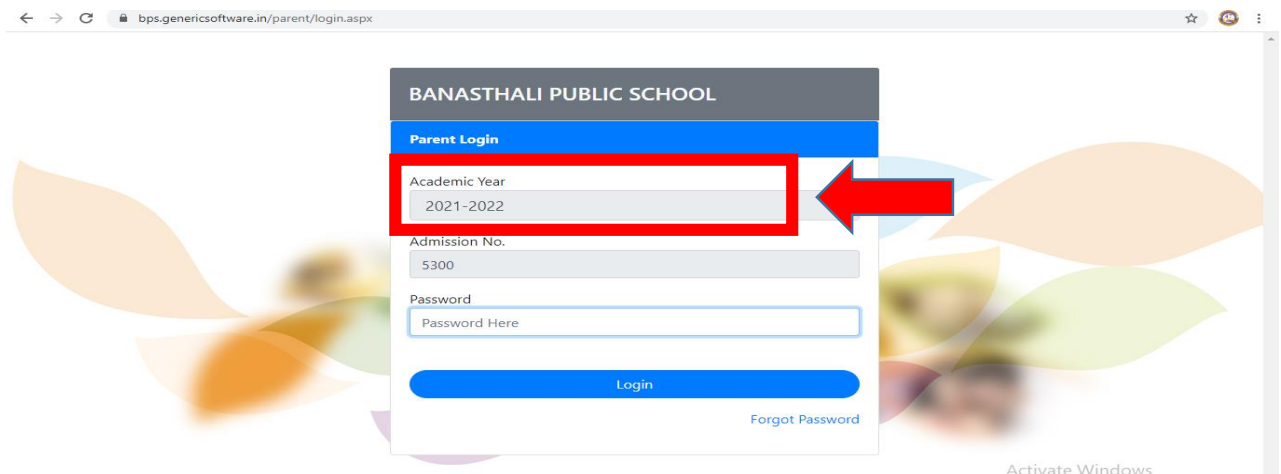 bps.genericsoftware.in/parent/login.aspx
BANASTHALI PUBLIC SCHOOL
Parent Login
Academic Year
2021-2022
Admission No.
5300
Password
Password Here
Login
Forgot Password
Activate Windows